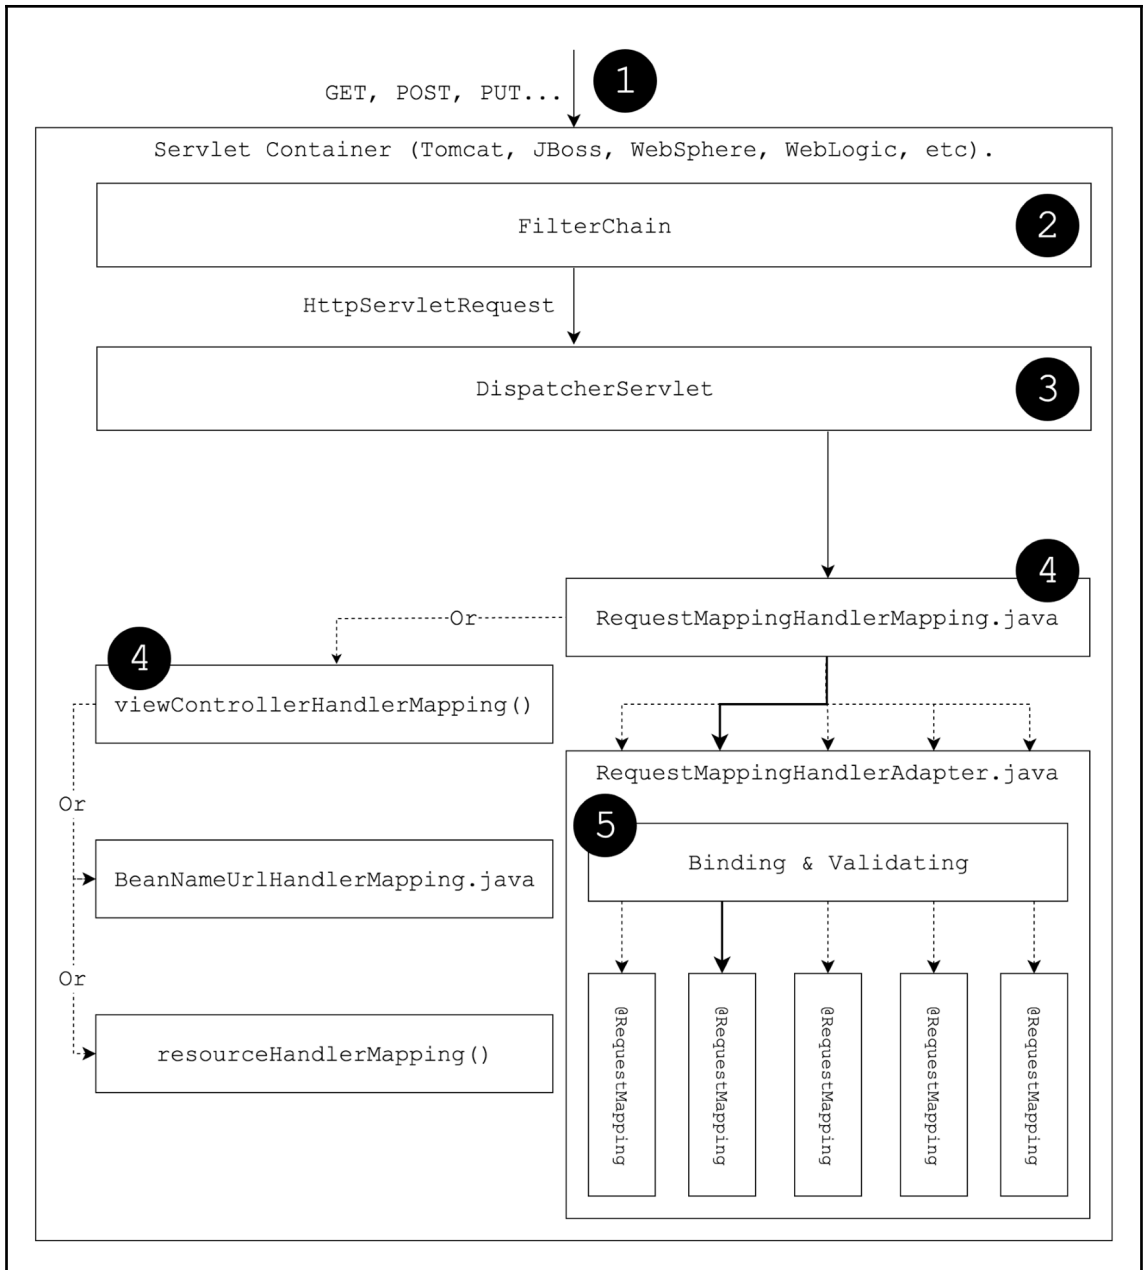 1
GET, POST, PUT...
Servlet Container (Tomcat, JBoss, WebSphere, WebLogic, etc).
FilterChain
2
HttpServletRequest
DispatcherServlet
3
4
Or
RequestMappingHandlerMapping.java
4
viewControllerHandlerMapping()
RequestMappingHandlerAdapter.java
Or
5
Binding & Validating
BeanNameUrlHandlerMapping.java
Or
resourceHandlerMapping()
@RequestMapping
@RequestMapping
@RequestMapping
@RequestMapping
@RequestMapping